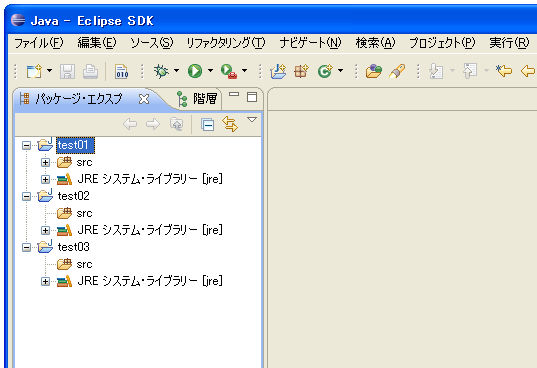 Java - Eclipse SDK
ファイル(F) 編集(E) ソース(S) リファクタリング(T) ナビゲート(N) 検索(A) プロジェクト(P) 実行(R)
010
パッケージ・エクスプ 階層
test01
src
JRE システム・ライブラリー [jre]
test02
src
JRE システム・ライブラリー [jre]
test03
src
JRE システム・ライブラリー [jre]